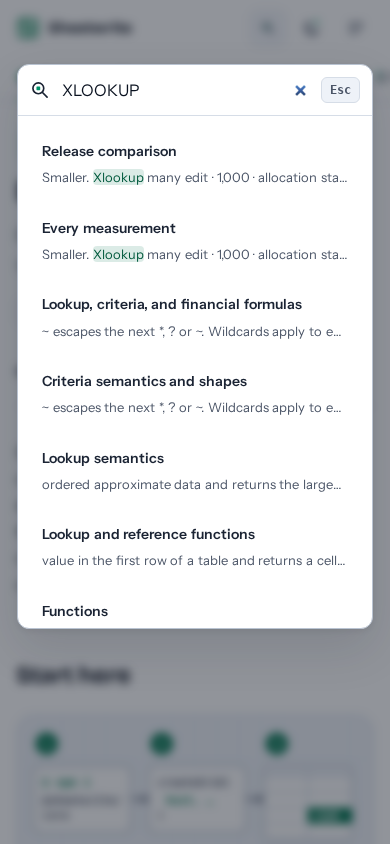 XLOOKUP
Esc
Release comparison
Smaller. Xlookup many edit · 1,000 · allocation sta...
Every measurement
Smaller. Xlookup many edit · 1,000 · allocation sta...
Lookup, criteria, and financial formulas
~ escapes the next *, ? or ~. Wildcards apply to e...
Criteria semantics and shapes
~ escapes the next *, ? or ~. Wildcards apply to e...
Lookup semantics
ordered approximate data and returns the large...
Lookup and reference functions
value in the first row of a table and returns a cell...
Functions
Start here